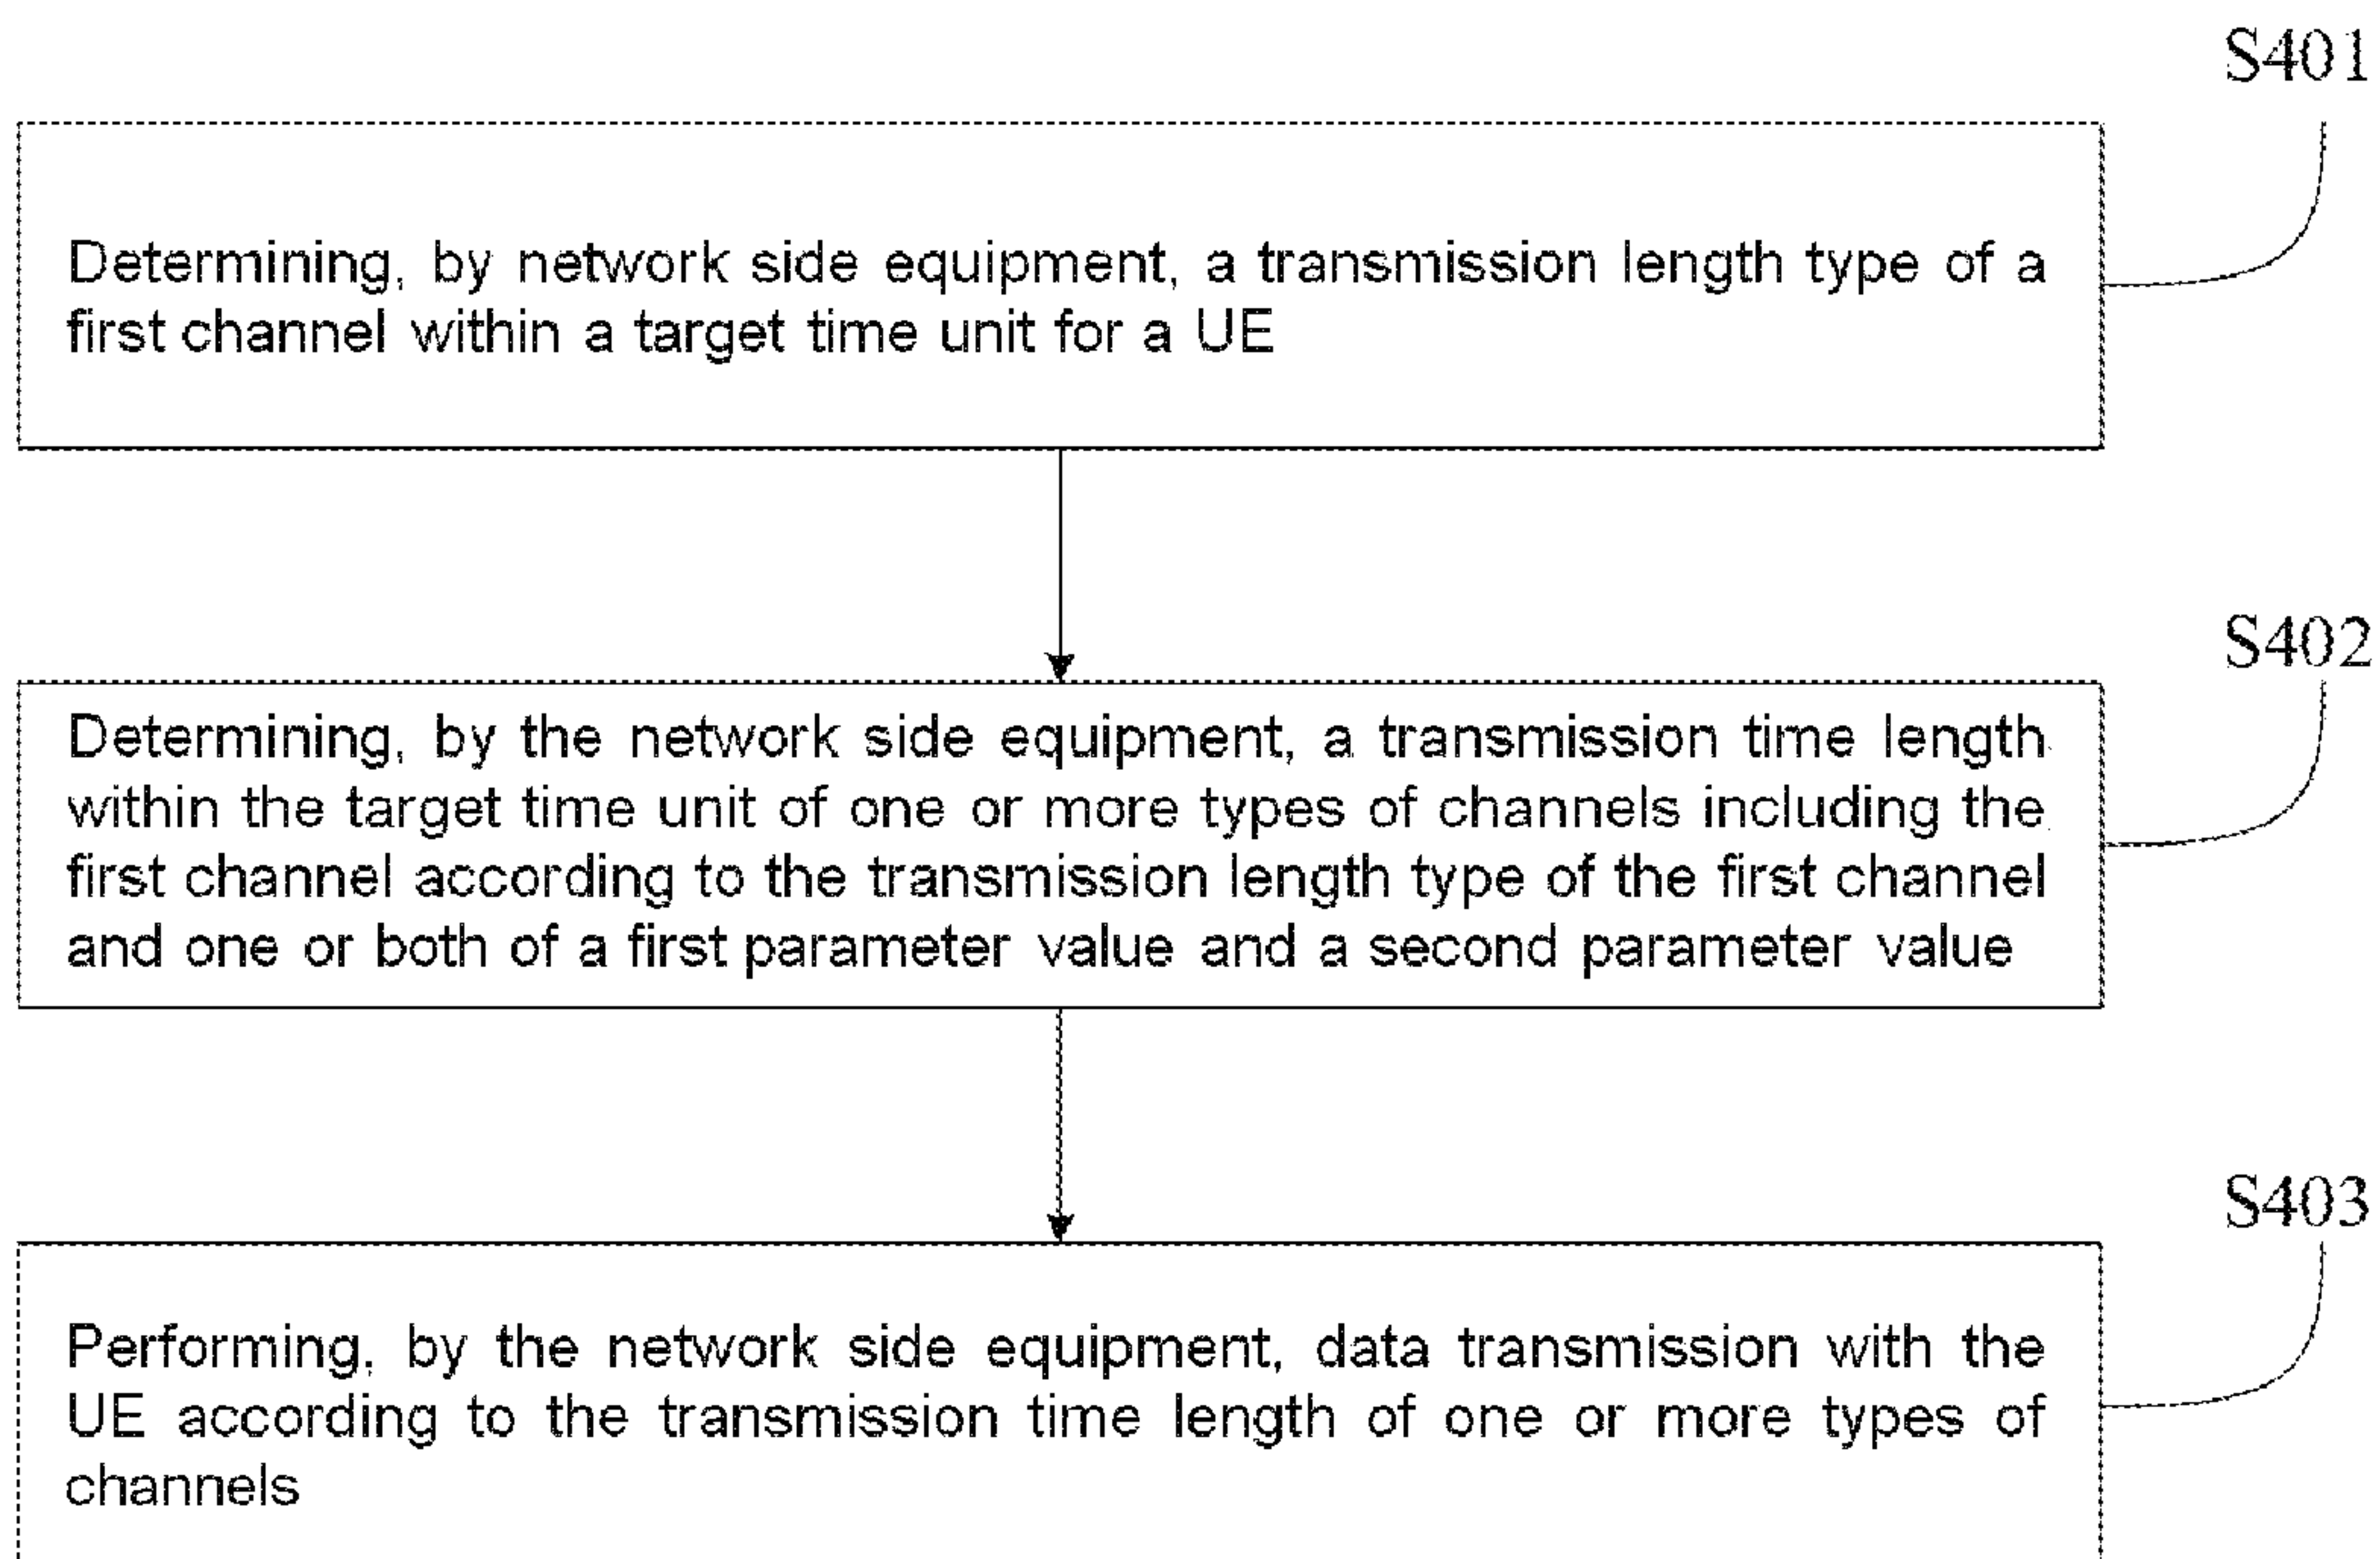 S401
Determining, by network side equipment, a transmission length type of a
first channel within a target time unit for a UE
S402
Determining, by the network side equipment, a transmission time length
within the target time unit of one or more types of channels including the
first channel according to the transmission length type of the first channel
and one or both of a first parameter value and a second parameter value
S403
Performing, by the network side equipment, data transmission with the
UE according to the transmission time length of one or more types of
channels